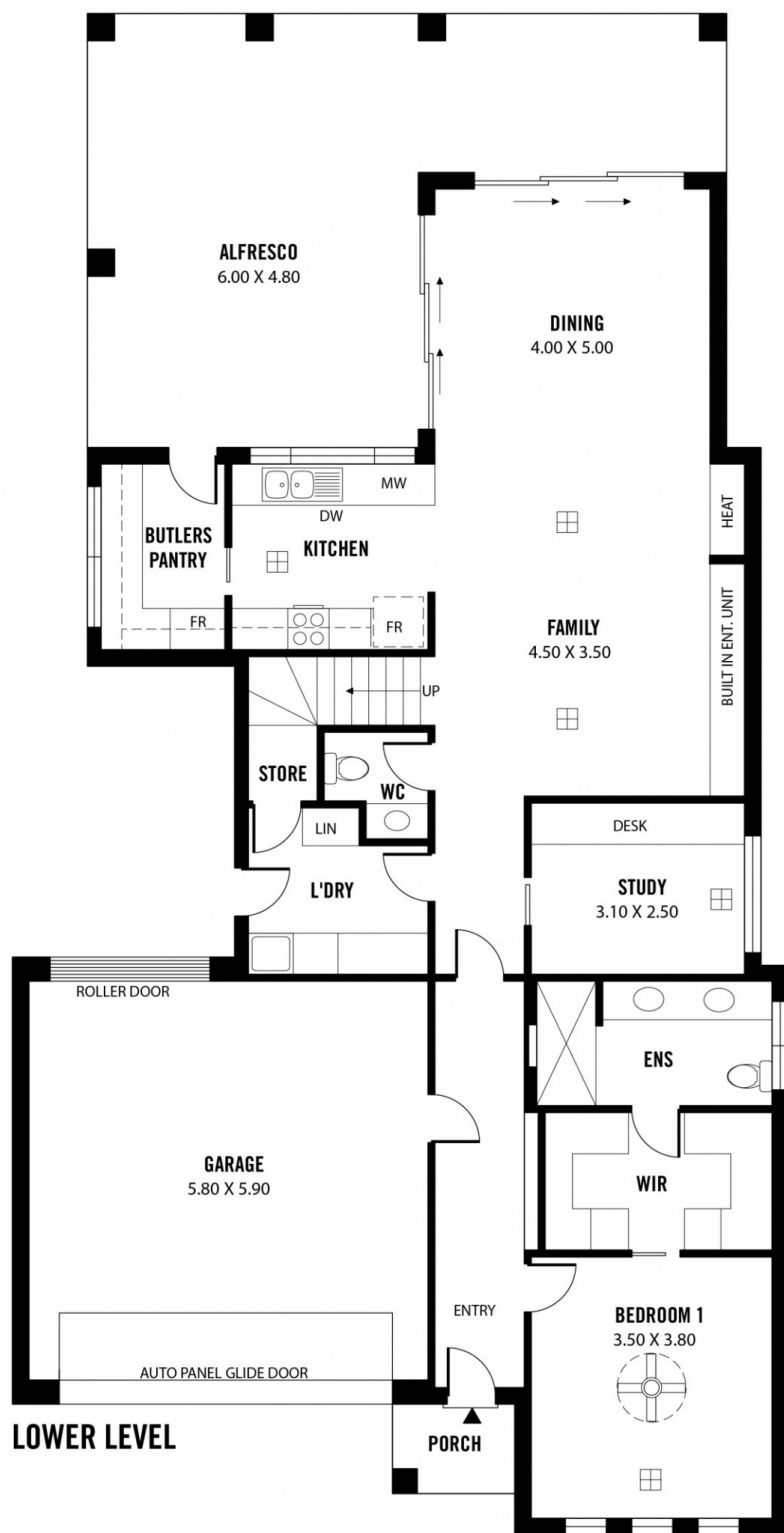 ALFRESCO
6.00 X 4.80
DINING
4.00 X 5.00
MW
DW
BUTLERS
PANTRY
KITCHEN
HEAT
FR
FR
FAMILY
4.50 X 3.50
BUILT IN ENT. UNIT
UP
STORE
WC
LIN
DESK
L'DRY
STUDY
3.10 X 2.50
ROLLER DOOR
ENS
GARAGE
5.80 X 5.90
WIR
ENTRY
BEDROOM 1
3.50 X 3.80
AUTO PANEL GLIDE DOOR
LOWER LEVEL
PORCH